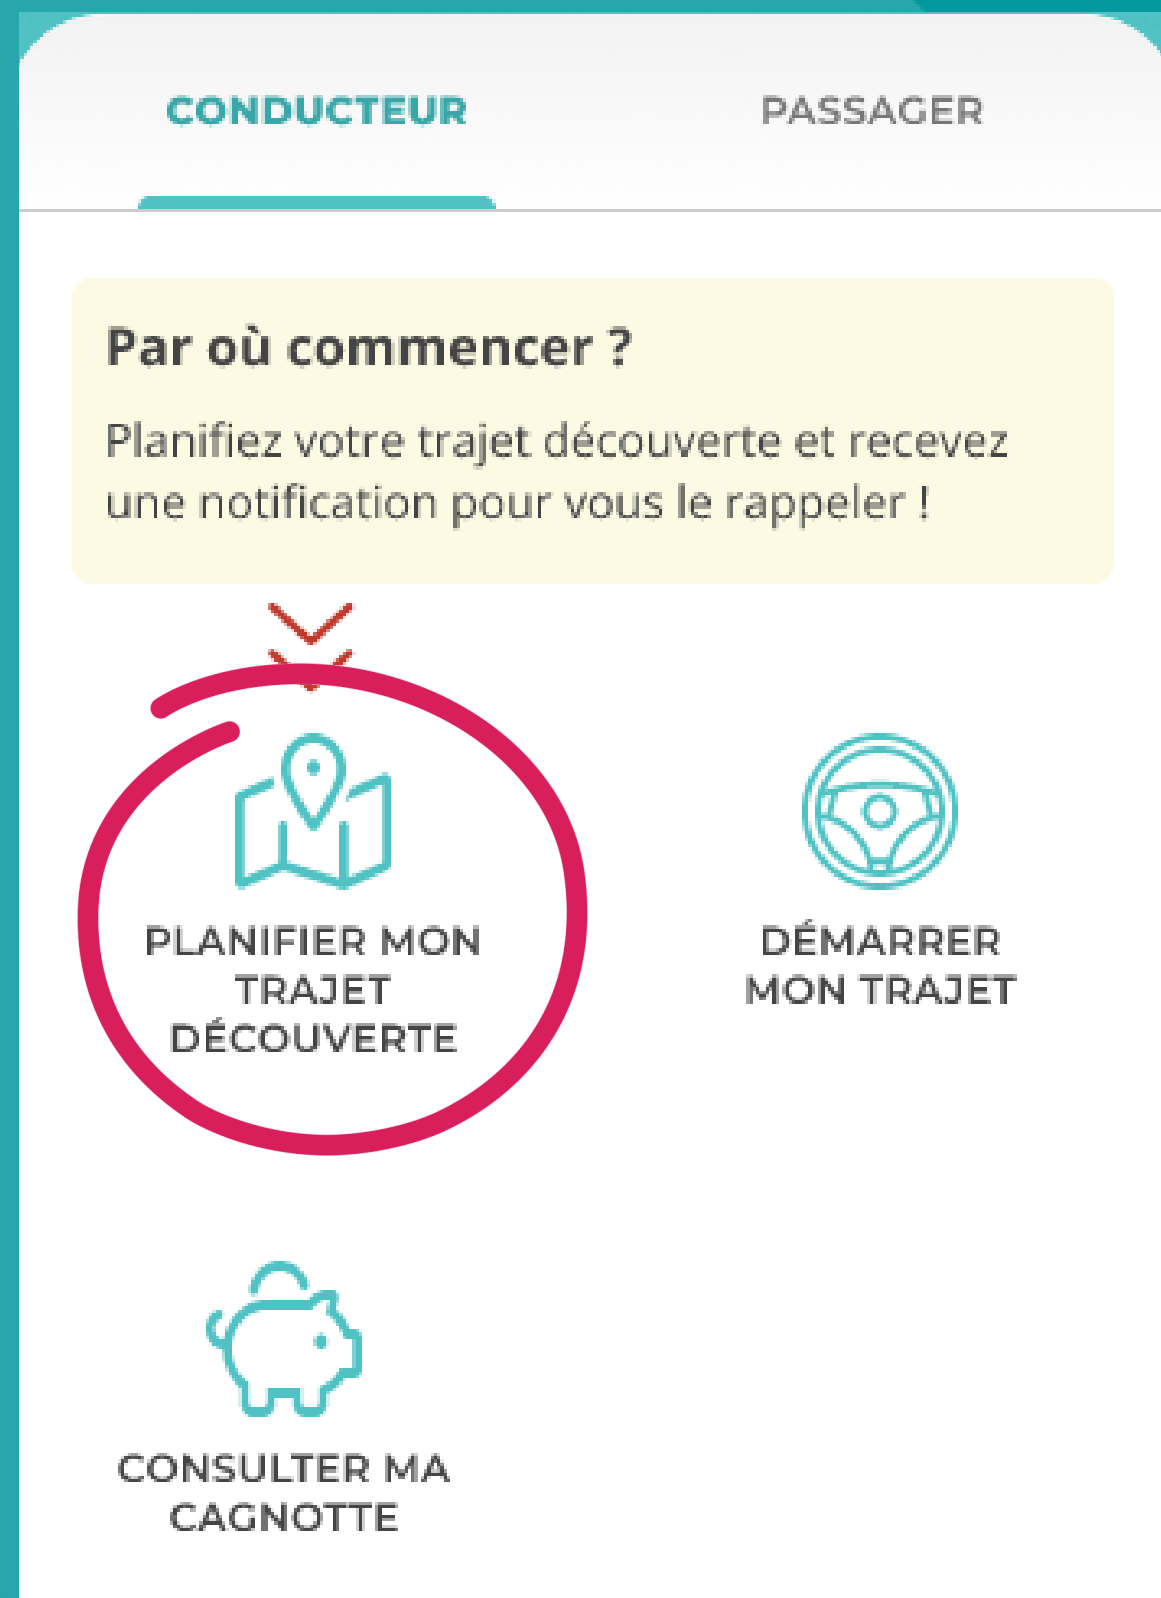 CONDUCTEUR
PASSAGER
Par où commencer ?
Planifiez votre trajet découverte et recevez
une notification pour vous le rappeler !
PLANIFIER MON
TRAJET
DÉCOUVERTE
DÉMARRER
MON TRAJET
CONSULTER MA
CAGNOTTE